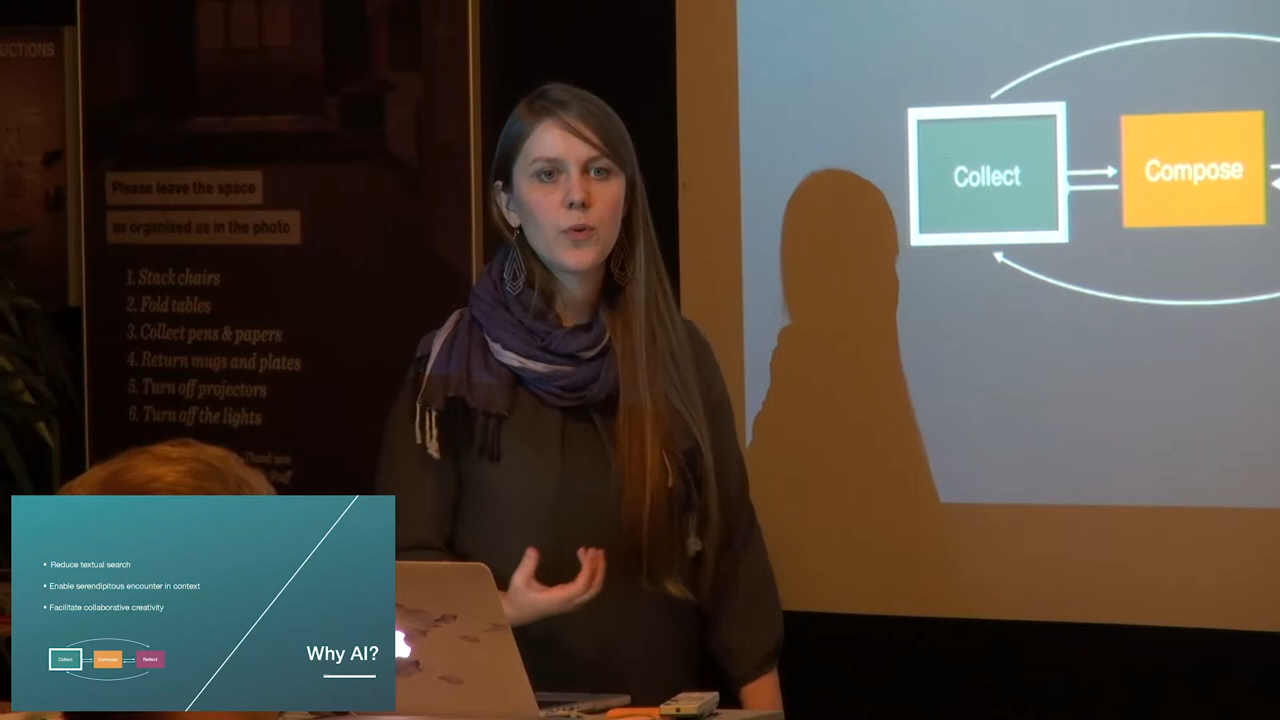 UCTIONS
Please leave the space
as organized as in the photo
1. Stack chairs
2. Fold tables
3. Collect pens & papers
4. Return mugs and plates
5. Turn off projectors
6. Turn off the lights
Thank you
Collect
Compose
• Reduce textual search
• Enable serendipitous encounter in context
• Facilitate collaborative creativity
Collect
Compose
Reflect
Why AI?